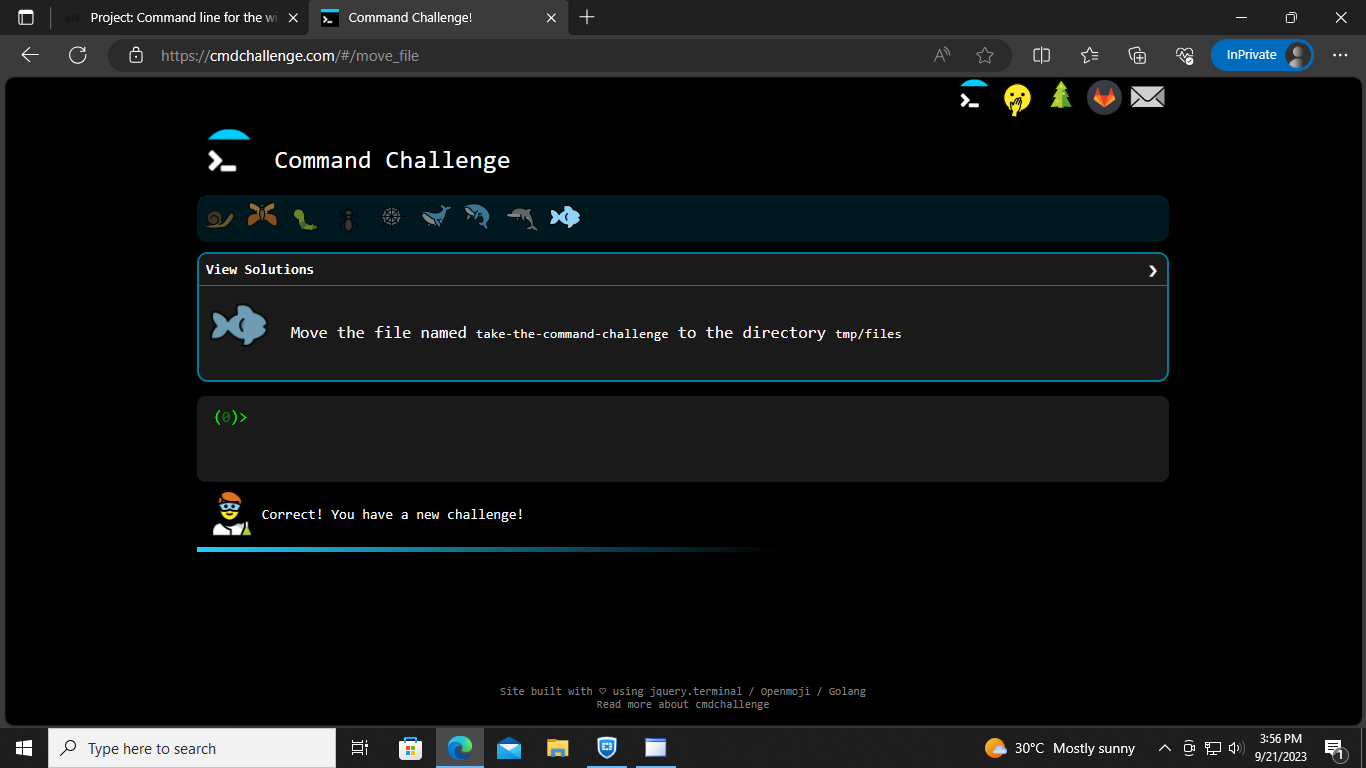 Project: Command line for the wi
Command Challenge!
https://cmdchallenge.com/#/move_file
InPrivate
Command Challenge
View Solutions
Move the file named take-the-command-challenge to the directory tmp/files
(0)>
Correct! You have a new challenge!
Site built with ♡ using jquery.terminal / Openmoji / Golang
Read more about cmdchallenge
Type here to search
30°C Mostly sunny
3:56 PM
9/21/2023
1